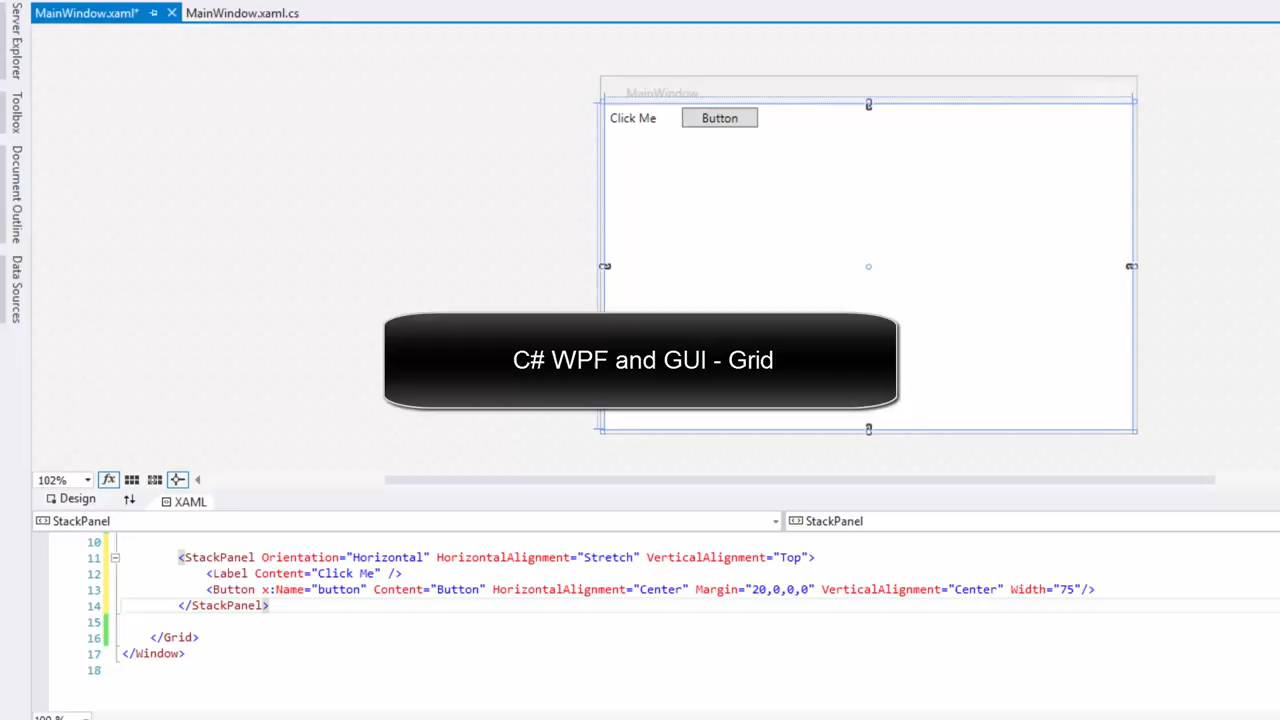 MainWindow.xaml*
MainWindow.xaml.cs
Server Explorer
Toolbox
Document Outline
Data Sources
MainWindow
Click Me
Button
C# WPF and GUI - Grid
102%
fx
Design
XAML
StackPanel
StackPanel
10
11 <StackPanel Orientation="Horizontal" HorizontalAlignment="Stretch" VerticalAlignment="Top">
12 <Label Content="Click Me" />
13 <Button x:Name="button" Content="Button" HorizontalAlignment="Center" Margin="20,0,0,0" VerticalAlignment="Center" Width="75"/>
14 </StackPanel>
15
16 </Grid>
17 </Window>
18
100 %